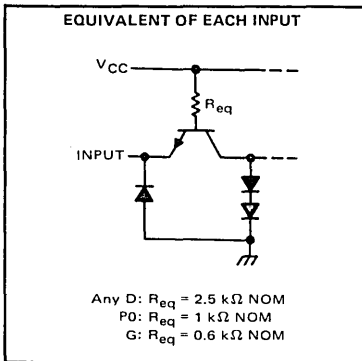 EQUIVALENT OF EACH INPUT
VCC
Req
INPUT
Any D: Req = 2.5 kΩ NOM
P0: Req = 1 kΩ NOM
G: Req = 0.6 kΩ NOM